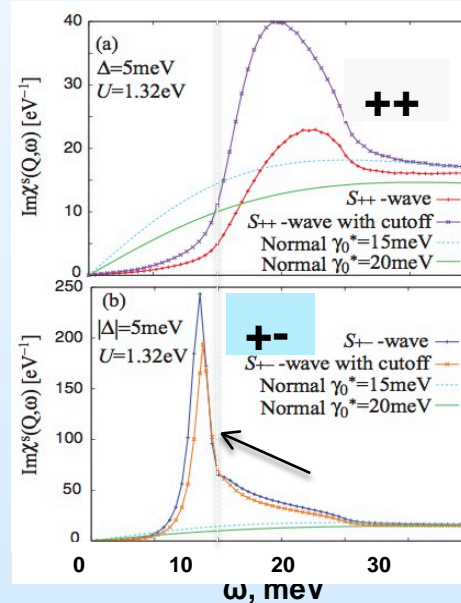 (a)
Δ=5meV
U=1.32eV
++
S++ -wave
S++ -wave with cutoff
Normal γ₀*=15meV
Normal γ₀*=20meV
40
30
20
10
0
Imχˢ(Q,ω) [eV⁻¹]
(b)
|Δ|=5meV
U=1.32eV
+-
S+− -wave
S+− -wave with cutoff
Normal γ₀*=15meV
Normal γ₀*=20meV
250
200
150
100
50
0
Imχˢ(Q,ω) [eV⁻¹]
0 10 20 30
ω, meV